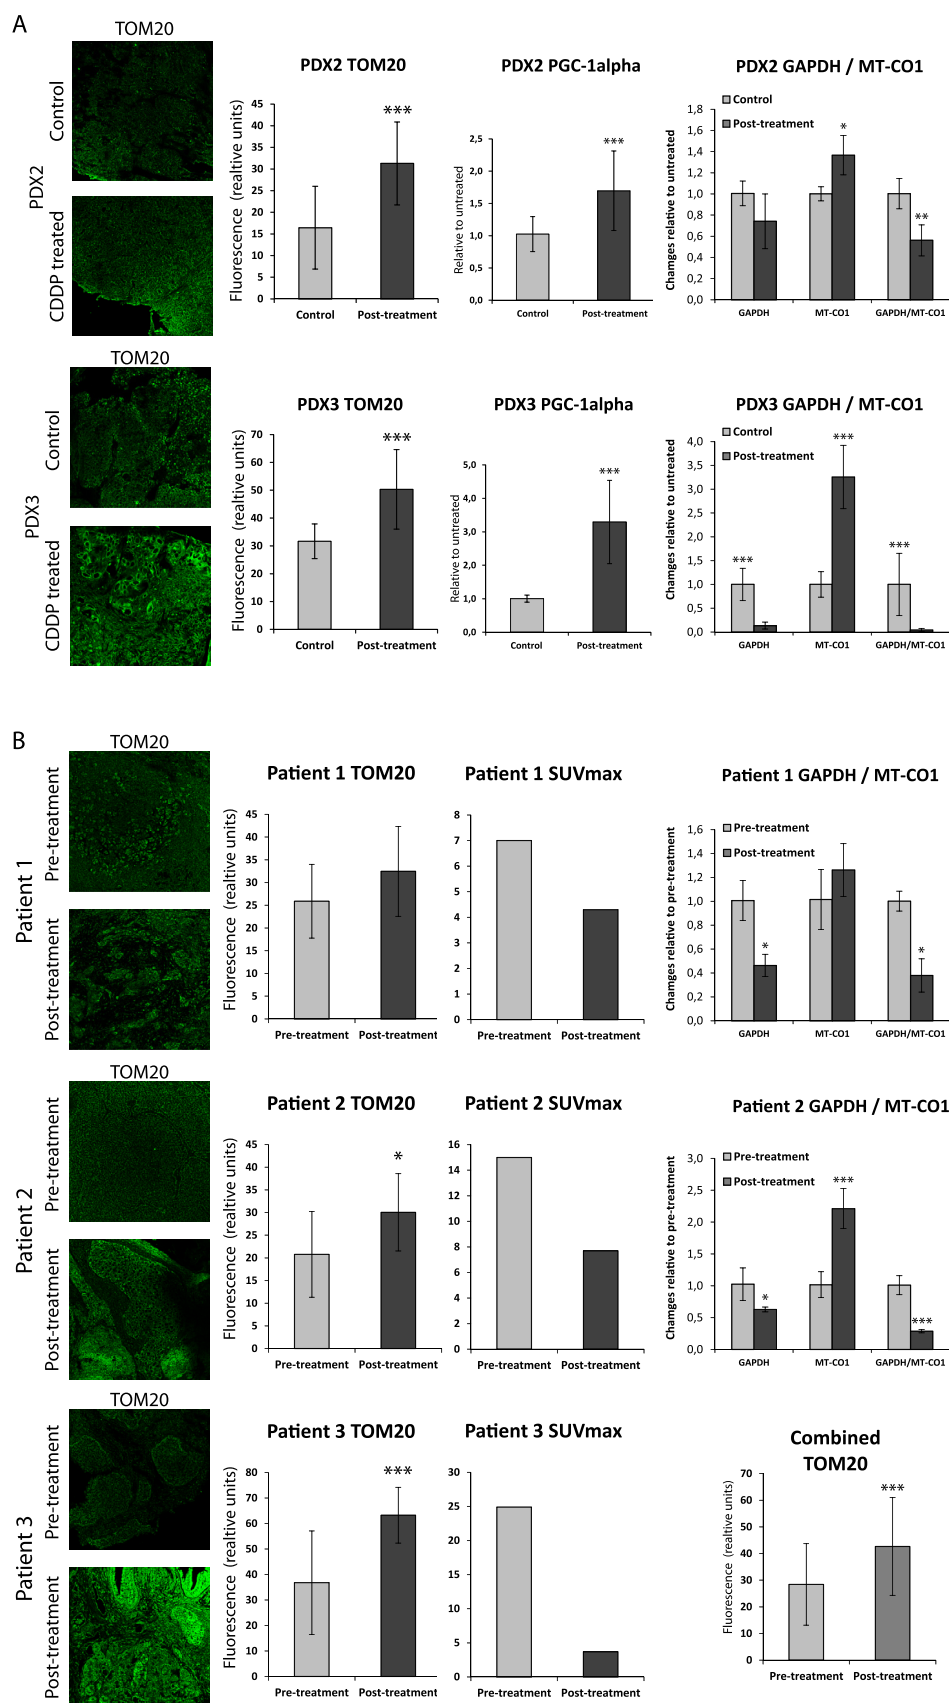 A
TOM20
PDX2
Control
CDDP treated
PDX2 TOM20
Fluorescence (realtive units)
45
40
35
30
25
20
15
10
5
0
***
Control
Post-treatment
PDX2 PGC-1alpha
Relative to untreated
2,5
2,0
1,5
1,0
0,5
0,0
***
Control
Post-treatment
PDX2 GAPDH / MT-CO1
Chamges relative to untreated
1,8
1,6
1,4
1,2
1,0
0,8
0,6
0,4
0,2
0,0
Control
Post-treatment
*
**
GAPDH
MT-CO1
GAPDH/MT-CO1
TOM20
PDX3
Control
CDDP treated
PDX3 TOM20
Fluorescence (realtive units)
70
60
50
40
30
20
10
0
***
Control
Post-treatment
PDX3 PGC-1alpha
Relative to untreated
5,0
4,0
3,0
2,0
1,0
0,0
***
Control
Post-treatment
PDX3 GAPDH / MT-CO1
Chamges relative to untreated
4,5
4,0
3,5
3,0
2,5
2,0
1,5
1,0
0,5
0,0
Control
Post-treatment
***
***
***
GAPDH
MT-CO1
GAPDH/MT-CO1
B
TOM20
Patient 1
Pre-treatment
Post-treatment
Patient 1 TOM20
Fluorescence (realtive units)
45
40
35
30
25
20
15
10
5
0
Pre-treatment
Post-treatment
Patient 1 SUVmax
8
7
6
5
4
3
2
1
0
Pre-treatment
Post-treatment
Patient 1 GAPDH / MT-CO1
Chamges relative to pre-treatment
1,6
1,4
1,2
1,0
0,8
0,6
0,4
0,2
0,0
Pre-treatment
Post-treatment
*
*
GAPDH
MT-CO1
GAPDH/MT-CO1
TOM20
Patient 2
Pre-treatment
Post-treatment
Patient 2 TOM20
Fluorescence (realtive units)
45
40
35
30
25
20
15
10
5
0
*
Pre-treatment
Post-treatment
Patient 2 SUVmax
16
14
12
10
8
6
4
2
0
Pre-treatment
Post-treatment
Patient 2 GAPDH / MT-CO1
Chamges relative to pre-treatment
3,0
2,5
2,0
1,5
1,0
0,5
0,0
Pre-treatment
Post-treatment
*
***
***
GAPDH
MT-CO1
GAPDH/MT-CO1
TOM20
Patient 3
Pre-treatment
Post-treatment
Patient 3 TOM20
Fluorescence (realtive units)
80
70
60
50
40
30
20
10
0
***
Pre-treatment
Post-treatment
Patient 3 SUVmax
30
25
20
15
10
5
0
Pre-treatment
Post-treatment
Combined
TOM20
Fluorescence (realtive units)
70
60
50
40
30
20
10
0
***
Pre-treatment
Post-treatment